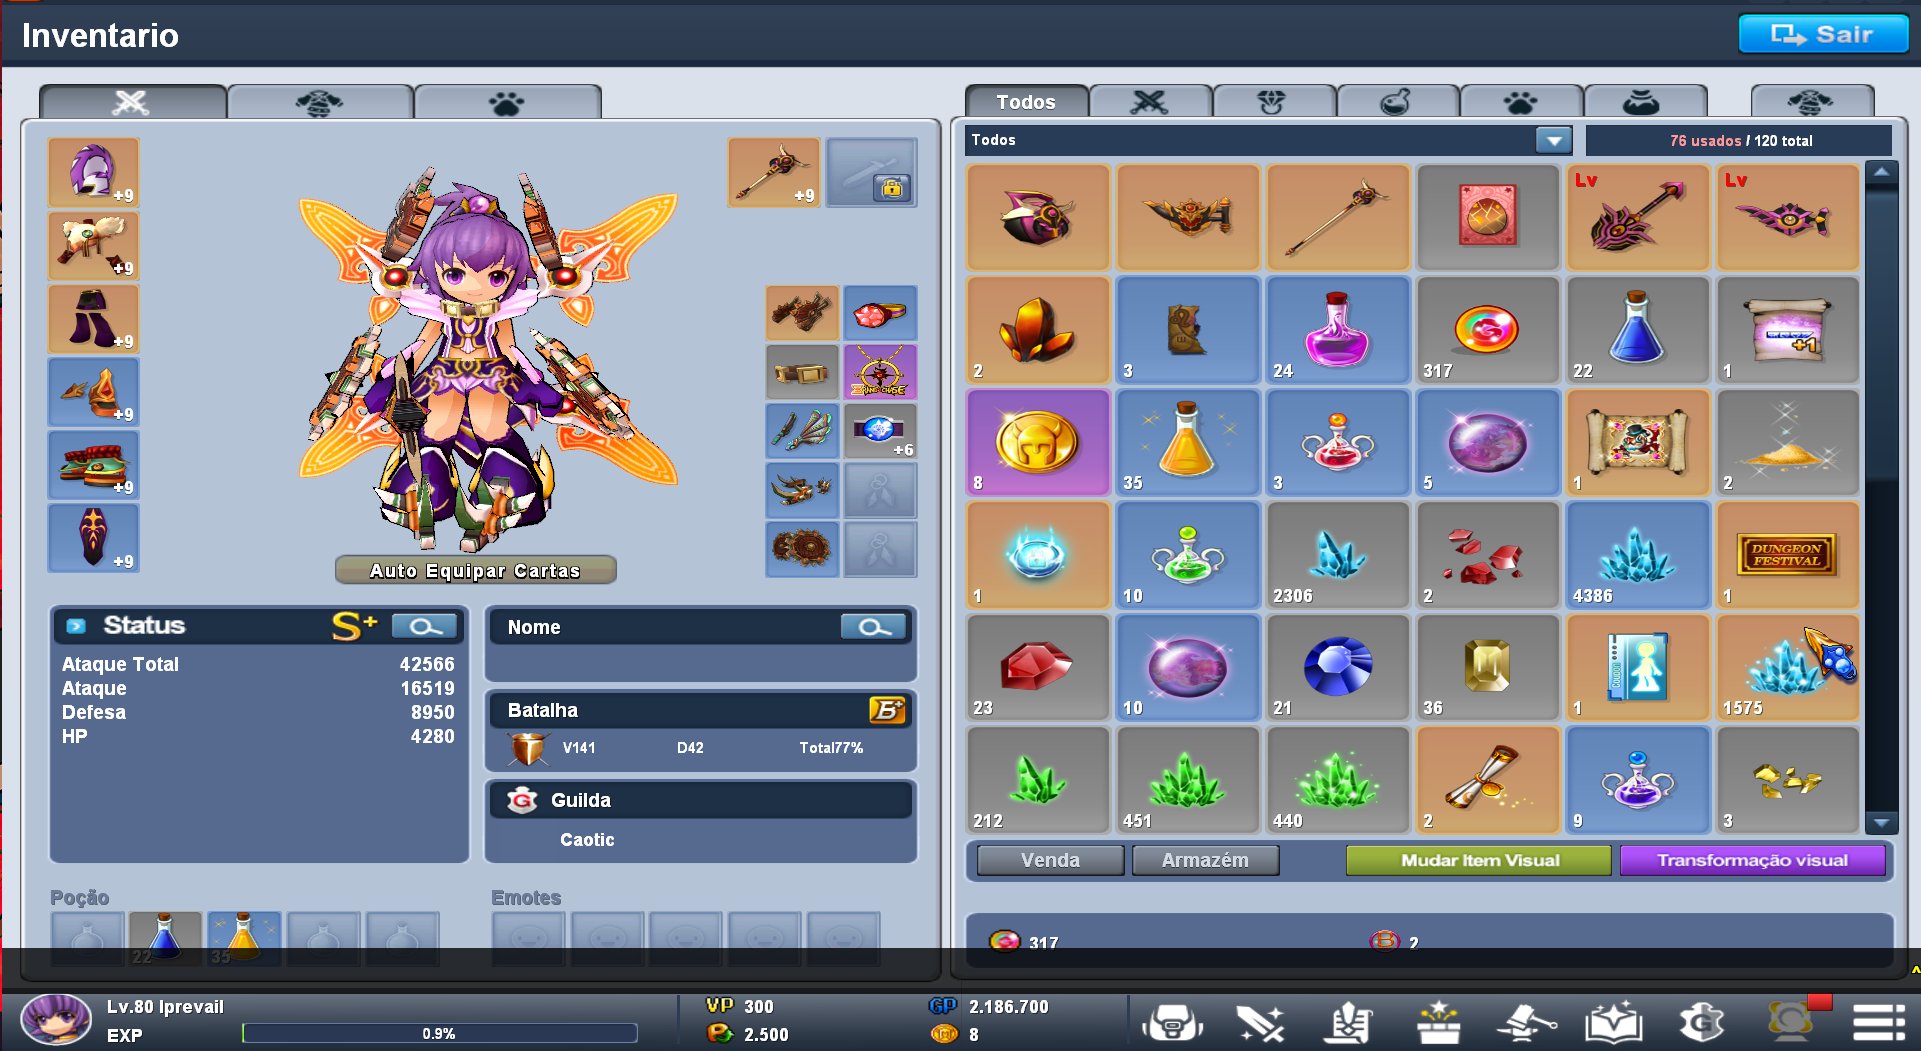 Inventario
Sair
Todos
Todos
76 usados / 120 total
+9
+9
+9
+9
+9
+9
+9
+6
GRAND CHASE
Auto Equipar Cartas
Lv
Lv
2
3
24
317
22
+1
1
8
35
3
5
1
2
1
10
2306
2
4386
DUNGEON
FESTIVAL
1
23
10
21
36
1
1575
212
451
440
2
9
3
Status
S+
Ataque Total 42566
Ataque 16519
Defesa 8950
HP 4280
Nome
Batalha
B+
V141 D42 Total77%
G Guilda
Caotic
Venda
Armazém
Mudar Item Visual
Transformação visual
Poção
22
35
Emotes
317
B 2
Lv.80 Iprevail
EXP
0.9%
VP 300
2.500
GP 2.186.700
8